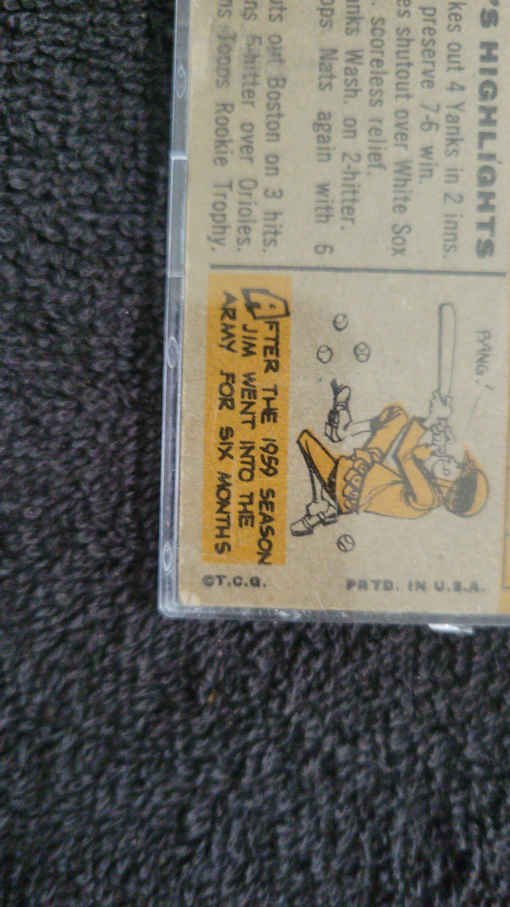 'S HIGHLIGHTS
kes out 4 Yanks in 2 inns.
preserve 7-6 win.
es shutout over White Sox
. scoreless relief.
nks Wash. on 2-hitter.
ops Nats again with 6
uts out Boston on 3 hits.
ns 5-hitter over Orioles.
ns Topps Rookie Trophy.
PYING!
AFTER THE 1959 SEASON
JIM WENT INTO THE
ARMY FOR SIX MONTHS
©T.C.G.
PRTD. IN U.S.A.